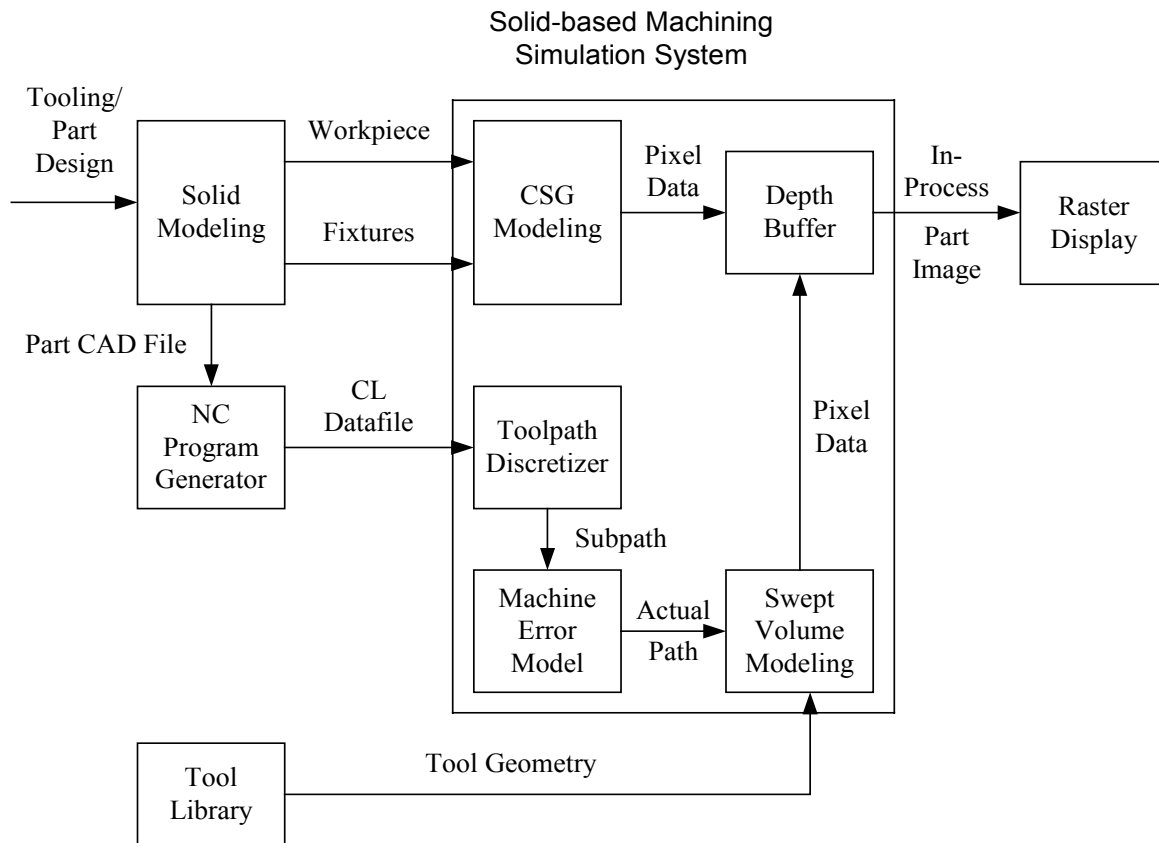 Solid-based Machining
Simulation System
Tooling/
Part
Design
Solid
Modeling
Workpiece
Fixtures
CSG
Modeling
Pixel
Data
Depth
Buffer
In-
Process
Part
Image
Raster
Display
Part CAD File
NC
Program
Generator
CL
Datafile
Toolpath
Discretizer
Subpath
Machine
Error
Model
Actual
Path
Swept
Volume
Modeling
Pixel
Data
Tool
Library
Tool Geometry